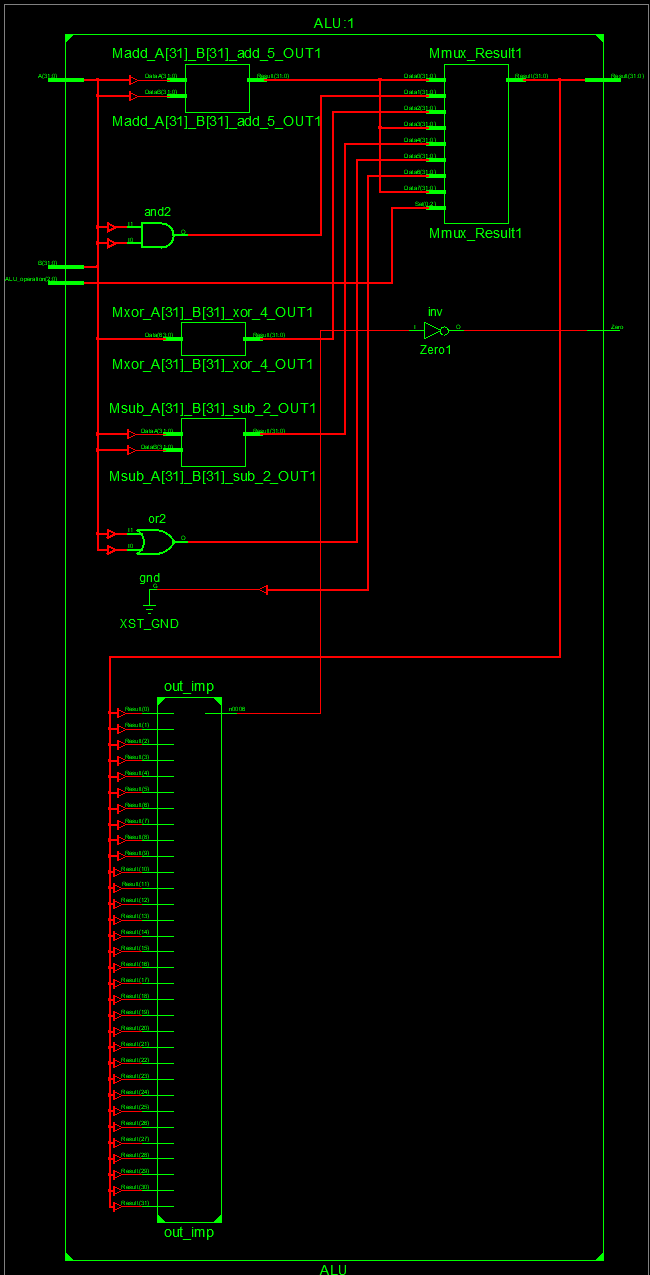 ALU:1
Madd_A[31]_B[31]_add_5_OUT1
Mmux_Result1
A(31:0)
DataA(31:0)
Result(31:0)
Data0(31:0)
Result(31:0)
Result(31:0)
DataB(31:0)
Data1(31:0)
Data2(31:0)
Madd_A[31]_B[31]_add_5_OUT1
Data3(31:0)
Data4(31:0)
Data5(31:0)
Data6(31:0)
Data7(31:0)
and2
I1
O
I0
Mmux_Result1
B(31:0)
ALU_operation(2:0)
Mxor_A[31]_B[31]_xor_4_OUT1
inv
I
O
Zero
Result(31:0)
Zero1
Mxor_A[31]_B[31]_xor_4_OUT1
Msub_A[31]_B[31]_sub_2_OUT1
DataA(31:0)
Result(31:0)
DataB(31:0)
Msub_A[31]_B[31]_sub_2_OUT1
or2
I1
O
I0
gnd
G
XST_GND
out_imp
Result(0)
n0006
Result(1)
Result(2)
Result(3)
Result(4)
Result(5)
Result(6)
Result(7)
Result(8)
Result(9)
Result(10)
Result(11)
Result(12)
Result(13)
Result(14)
Result(15)
Result(16)
Result(17)
Result(18)
Result(19)
Result(20)
Result(21)
Result(22)
Result(23)
Result(24)
Result(25)
Result(26)
Result(27)
Result(28)
Result(29)
Result(30)
Result(31)
out_imp
ALU